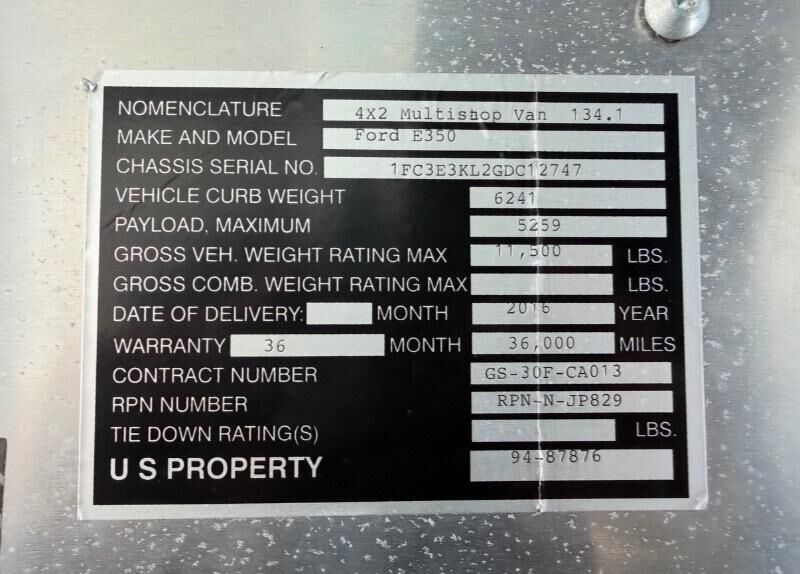 NOMENCLATURE 4X2 Multishop Van 134.1
MAKE AND MODEL Ford E350
CHASSIS SERIAL NO. 1FC3E3KL2GDC12747
VEHICLE CURB WEIGHT 6241
PAYLOAD, MAXIMUM 5259
GROSS VEH. WEIGHT RATING MAX 11,500 LBS.
GROSS COMB. WEIGHT RATING MAX LBS.
DATE OF DELIVERY: MONTH 2016 YEAR
WARRANTY 36 MONTH 36,000 MILES
CONTRACT NUMBER GS-30F-CA013
RPN NUMBER RPN-N-JP829
TIE DOWN RATING(S) LBS.
U S PROPERTY 94-87876